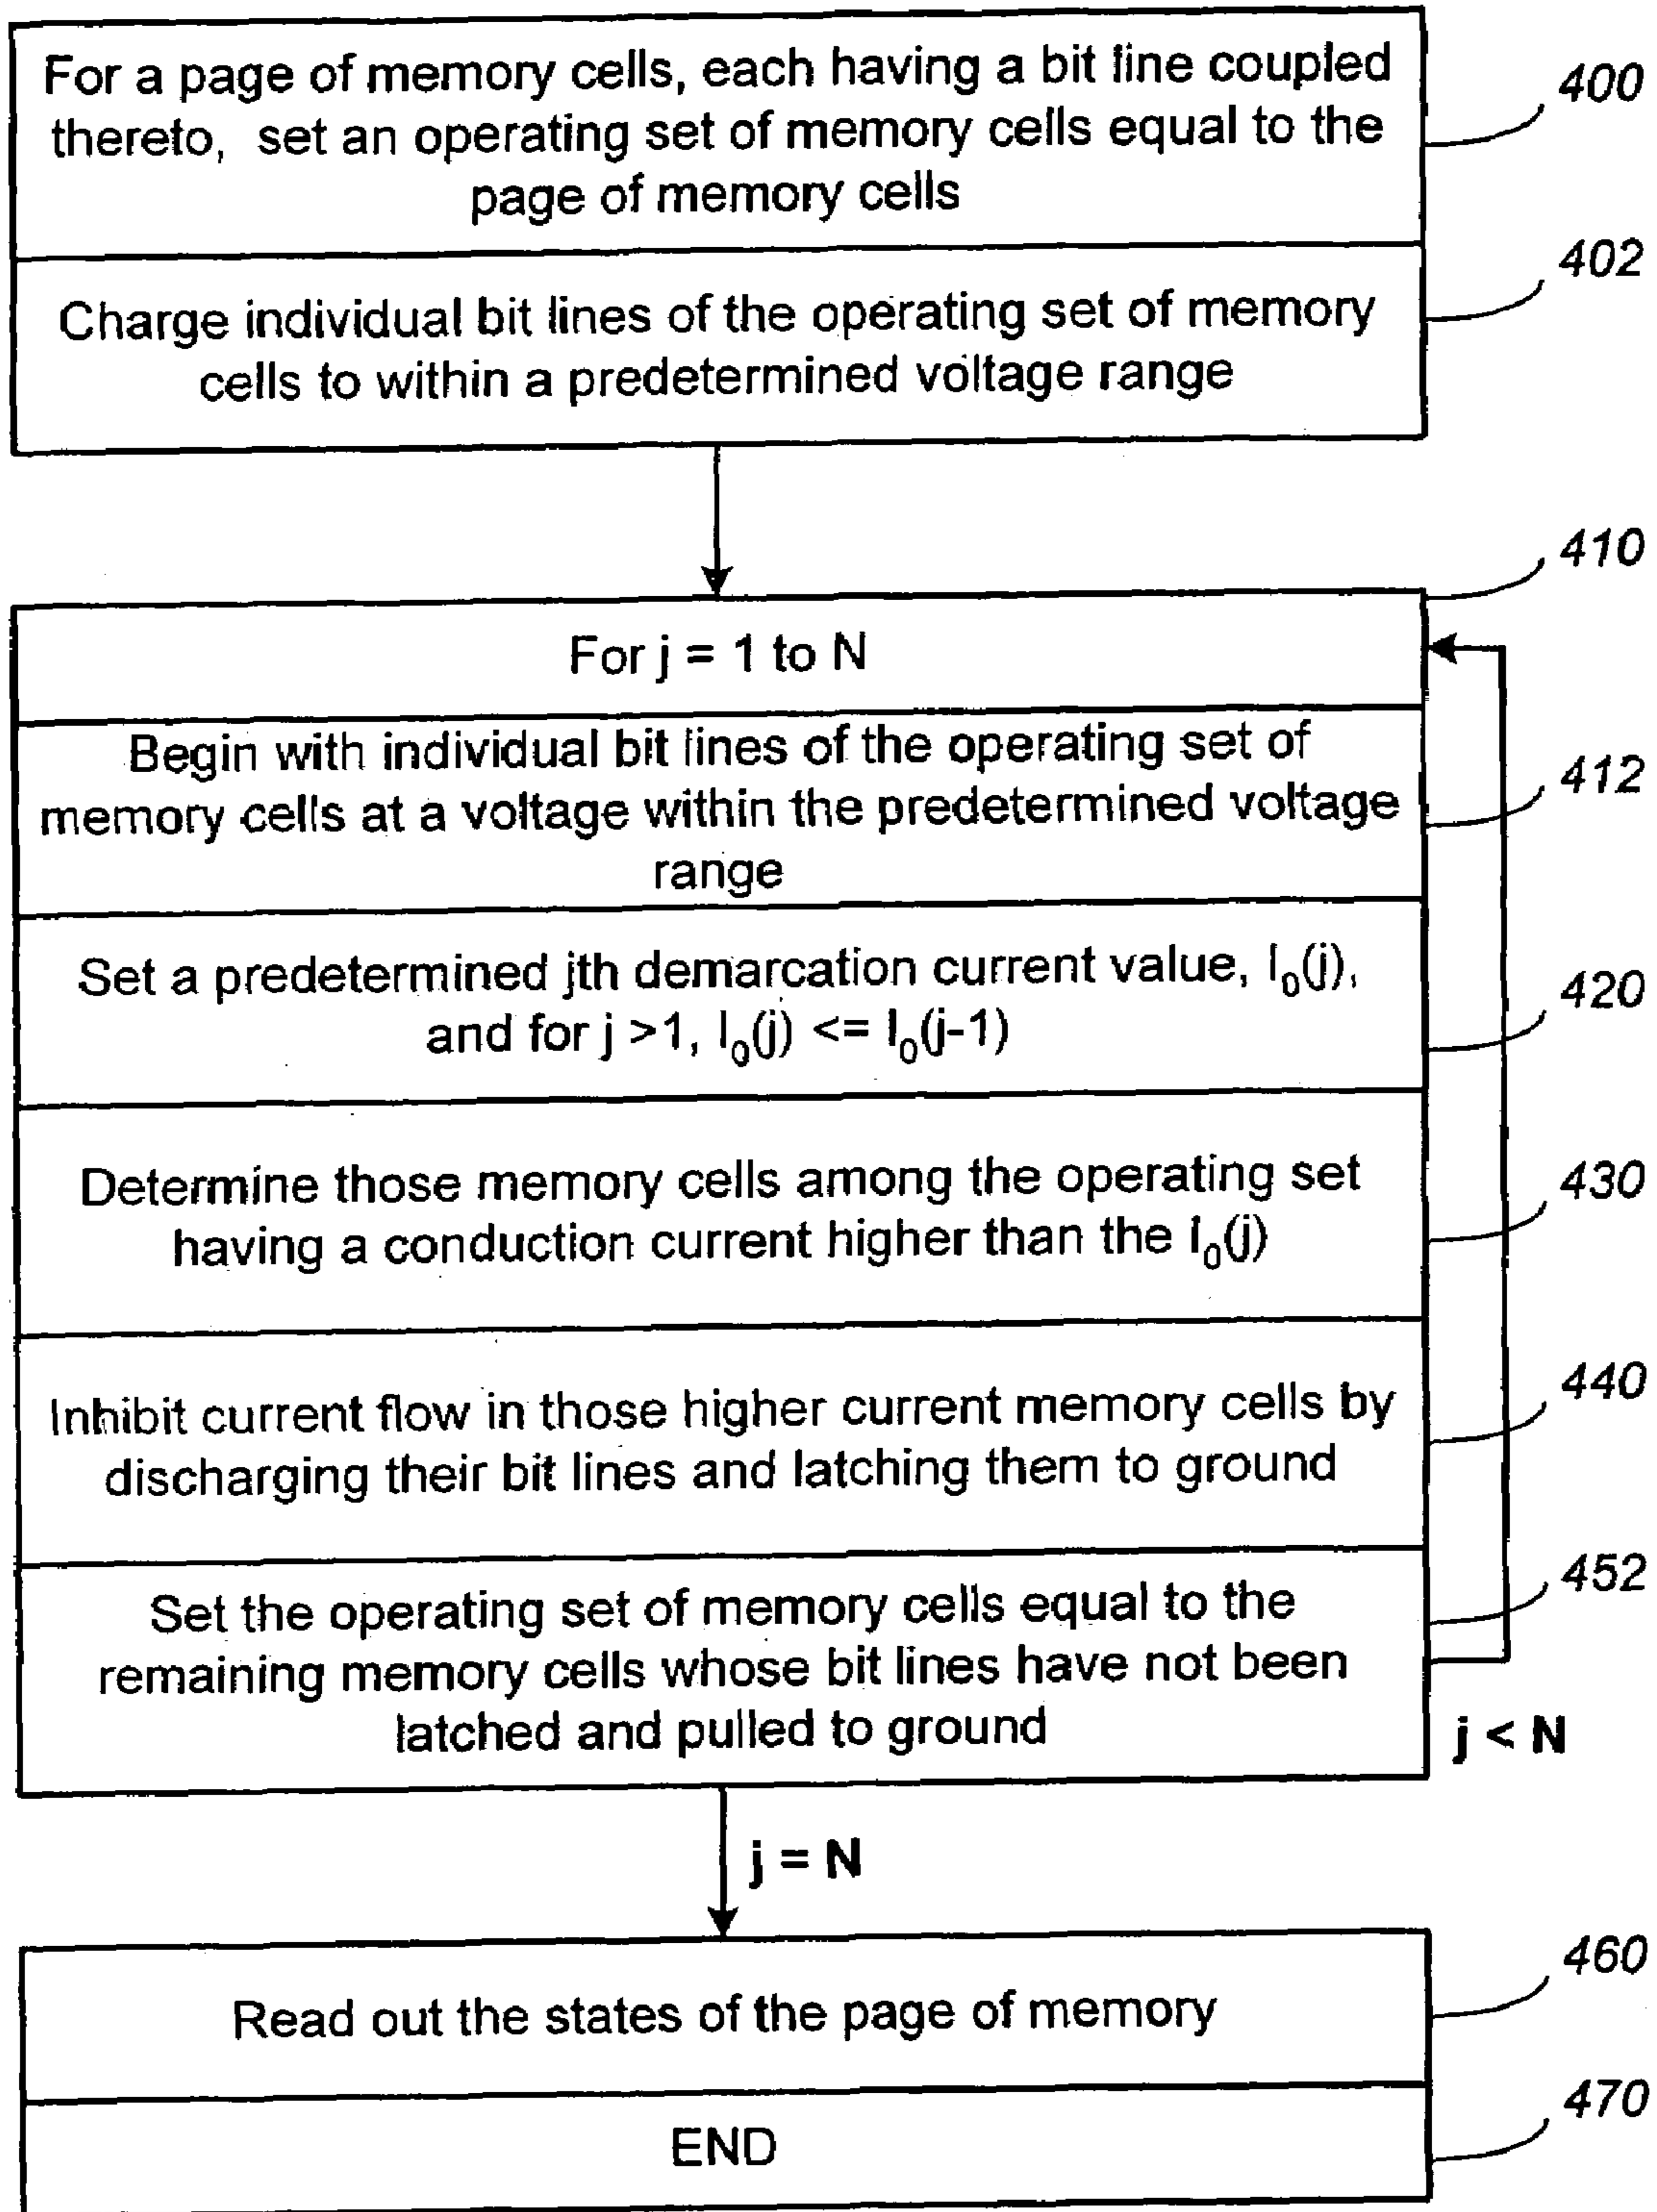 For a page of memory cells, each having a bit line coupled
thereto, set an operating set of memory cells equal to the
page of memory cells
400
Charge individual bit lines of the operating set of memory
cells to within a predetermined voltage range
402
410
For j = 1 to N
Begin with individual bit lines of the operating set of
memory cells at a voltage within the predetermined voltage
range
412
Set a predetermined jth demarcation current value, I₀(j),
and for j >1, I₀(j) <= I₀(j-1)
420
Determine those memory cells among the operating set
having a conduction current higher than the I₀(j)
430
Inhibit current flow in those higher current memory cells by
discharging their bit lines and latching them to ground
440
Set the operating set of memory cells equal to the
remaining memory cells whose bit lines have not been
latched and pulled to ground
452
j < N
j = N
Read out the states of the page of memory
460
END
470